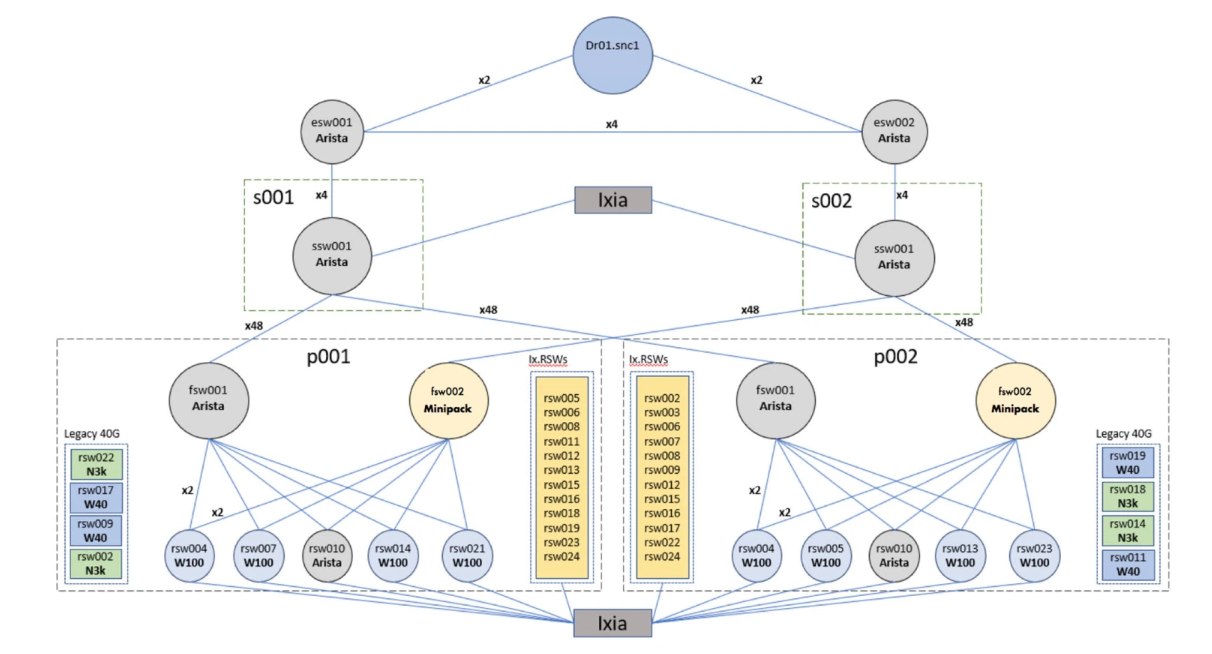 Dr01.snc1
x2
x2
esw001
Arista
x4
esw002
Arista
s001
x4
Ixia
s002
x4
ssw001
Arista
ssw001
Arista
x48
x48
x48
x48
p001
Ix.RSWs
fsw001
Arista
fsw002
Minipack
rsw005
rsw006
rsw008
rsw011
rsw012
rsw013
rsw015
rsw016
rsw018
rsw019
rsw023
rsw024
Legacy 40G
rsw022
N3k
rsw017
W40
rsw009
W40
rsw002
N3k
x2
x2
rsw004
W100
rsw007
W100
rsw010
Arista
rsw014
W100
rsw021
W100
p002
Ix.RSWs
rsw002
rsw003
rsw006
rsw007
rsw008
rsw009
rsw012
rsw015
rsw016
rsw017
rsw022
rsw024
fsw001
Arista
fsw002
Minipack
x2
x2
rsw004
W100
rsw005
W100
rsw010
Arista
rsw013
W100
rsw023
W100
Legacy 40G
rsw019
W40
rsw018
N3k
rsw014
N3k
rsw011
W40
Ixia